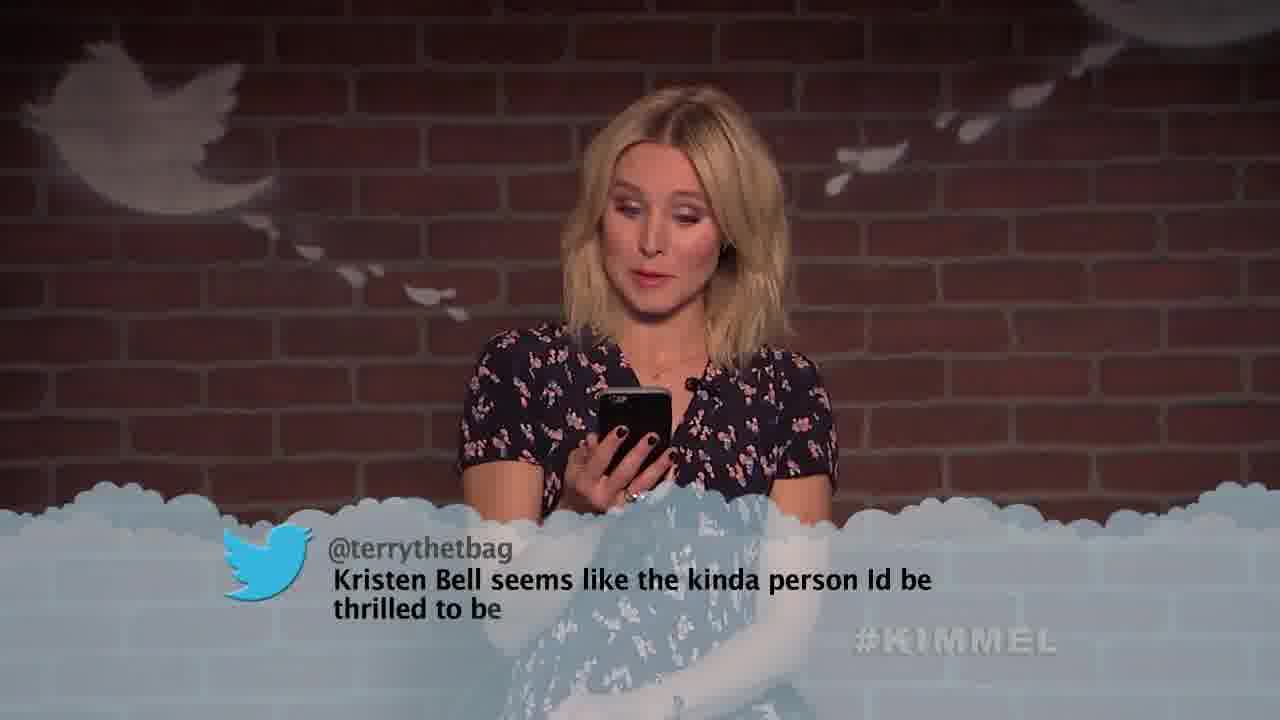 @terrythetbag
Kristen Bell seems like the kinda person Id be
thrilled to be
#KIMMEL